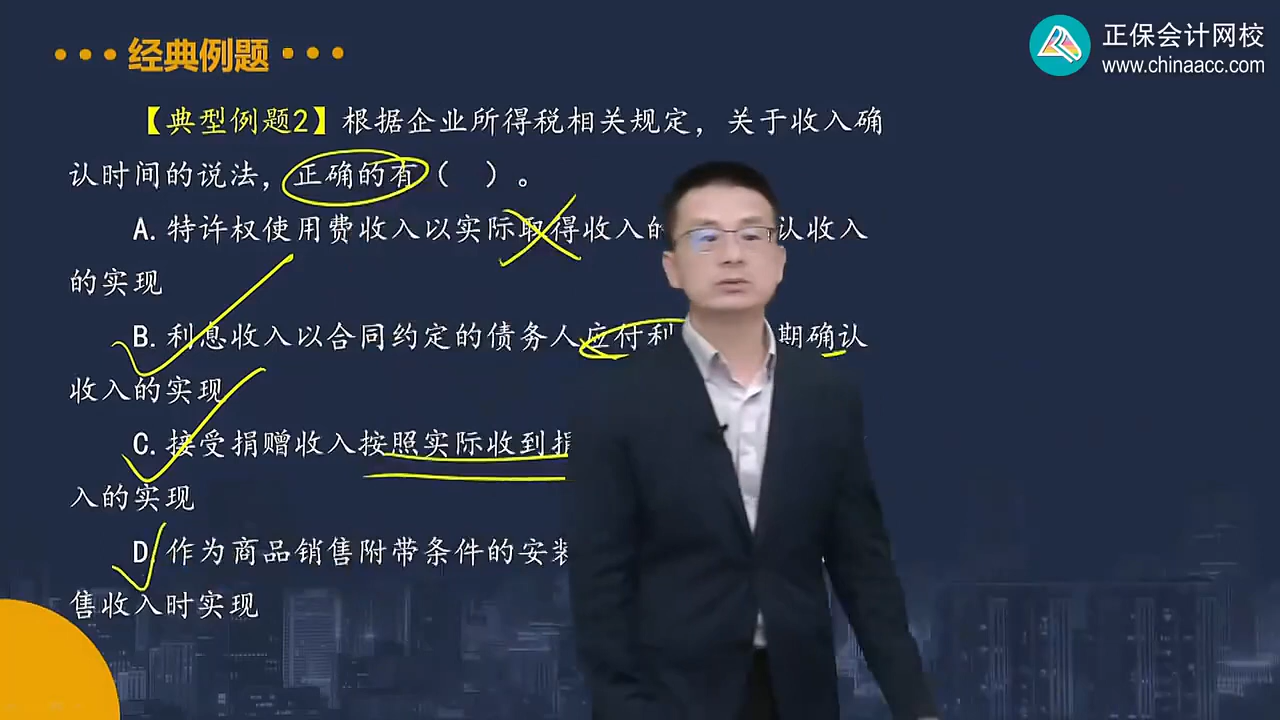 经典例题
正保会计网校
www.chinaacc.com
【典型例题2】根据企业所得税相关规定，关于收入确
认时间的说法，正确的有（ ）。
A. 特许权使用费收入以实际取得收入的 认收入
的实现
B. 利息收入以合同约定的债务人应付利 期确认
收入的实现
C. 接受捐赠收入按照实际收到捐
入的实现
D 作为商品销售附带条件的安装
售收入时实现